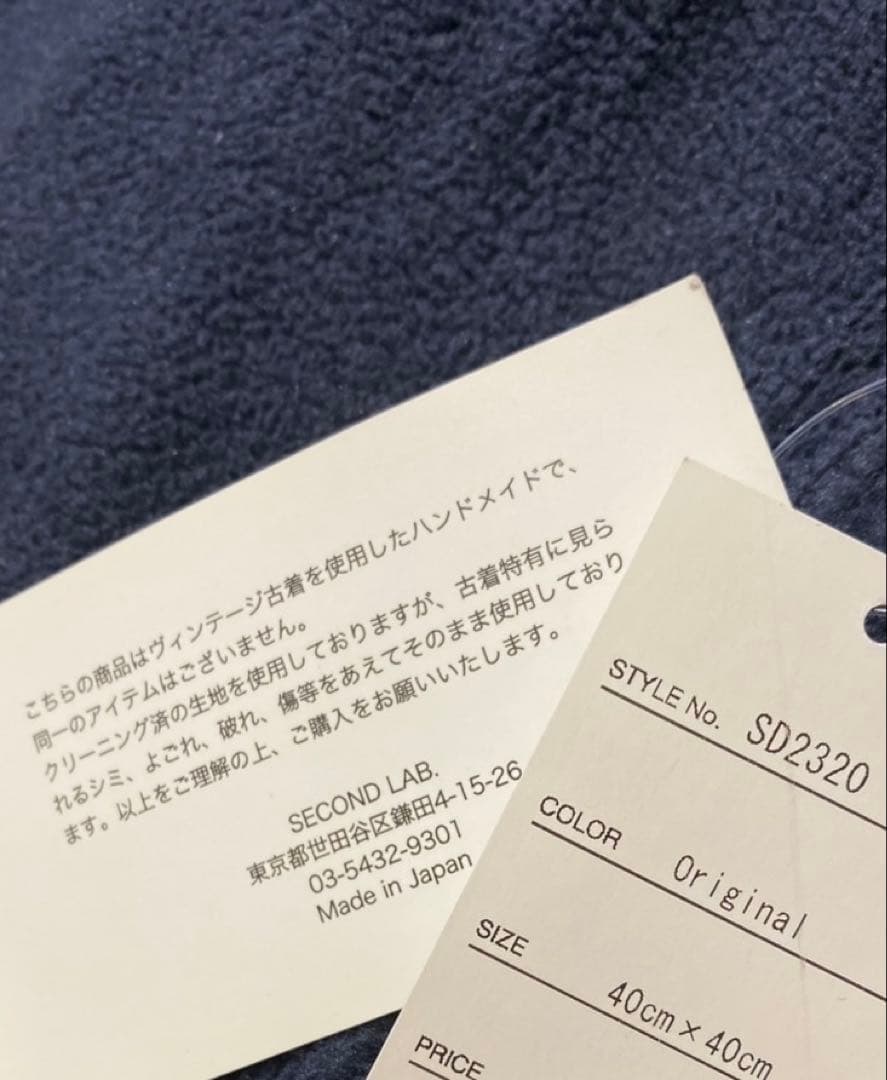 こちらの商品はヴィンテージ古着を使用したハンドメイドで、
同一のアイテムはございません。
クリーニング済の生地を使用しておりますが、古着特有に見ら
れるシミ、よごれ、破れ、傷等をあえてそのまま使用しており
ます。以上をご理解の上、ご購入をお願いいたします。
SECOND LAB.
東京都世田谷区鎌田4-15-26
03-5432-9301
Made in Japan
STYLE No. SD2320
COLOR Original
SIZE 40cm×40cm
PRICE